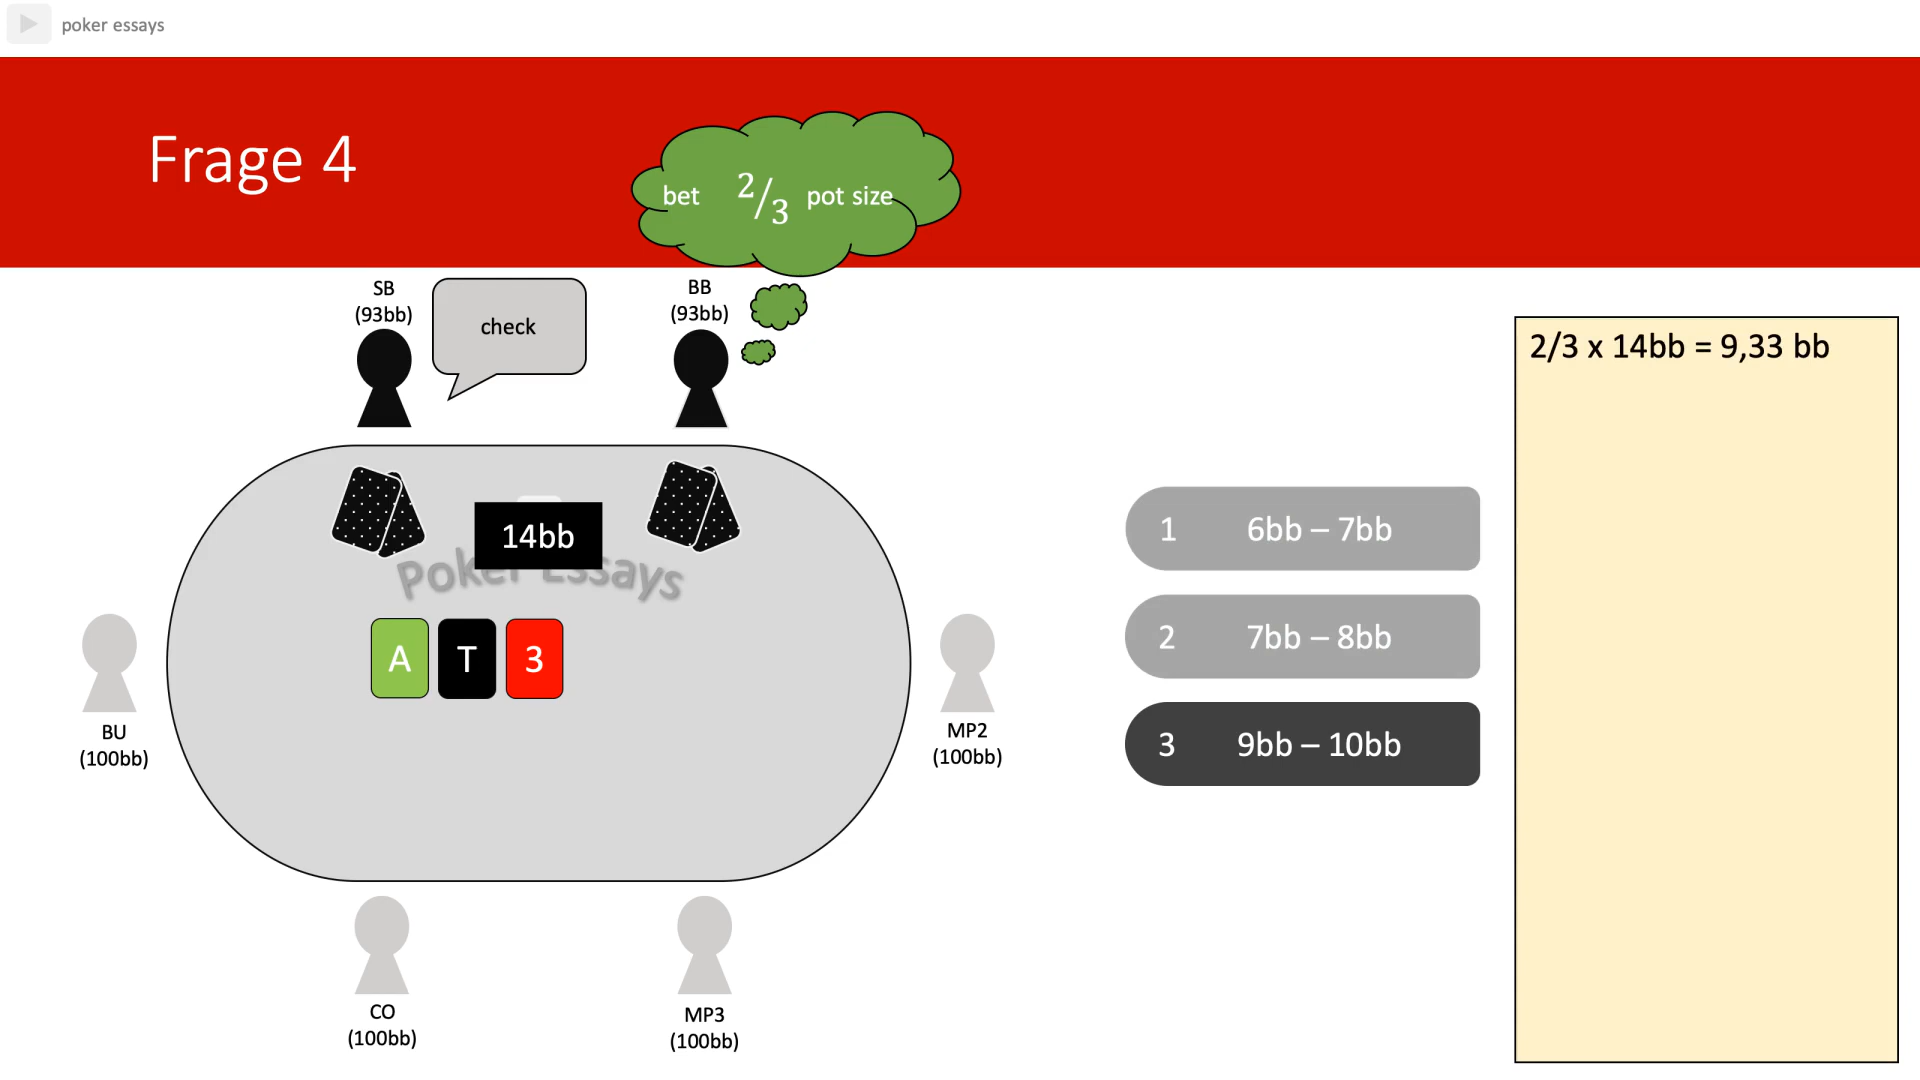 poker essays
Frage 4
bet 2/3 pot size
SB
(93bb)
check
BB
(93bb)
2/3 x 14bb = 9,33 bb
14bb
Poker Essays
1 6bb – 7bb
2 7bb – 8bb
3 9bb – 10bb
A T 3
BU
(100bb)
MP2
(100bb)
CO
(100bb)
MP3
(100bb)